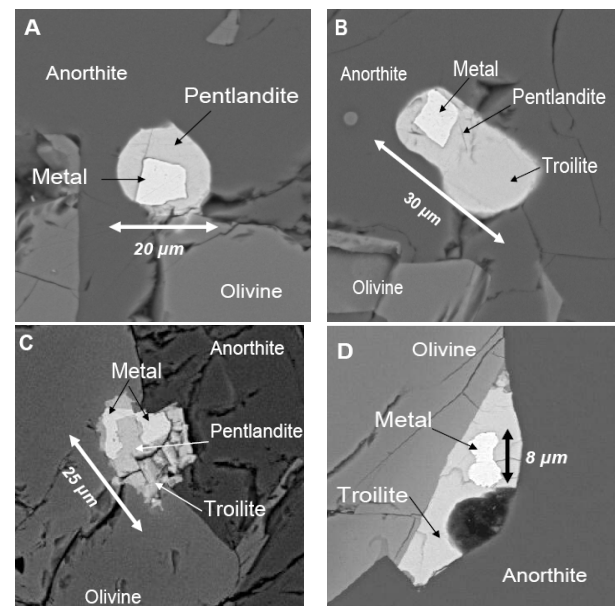 A
Anorthite
Pentlandite
Metal
20 µm
Olivine
B
Metal
Anorthite
Pentlandite
Troilite
30 µm
Olivine
C
Anorthite
Metal
Pentlandite
25 µm
Troilite
Olivine
D
Olivine
Metal
8 µm
Troilite
Anorthite